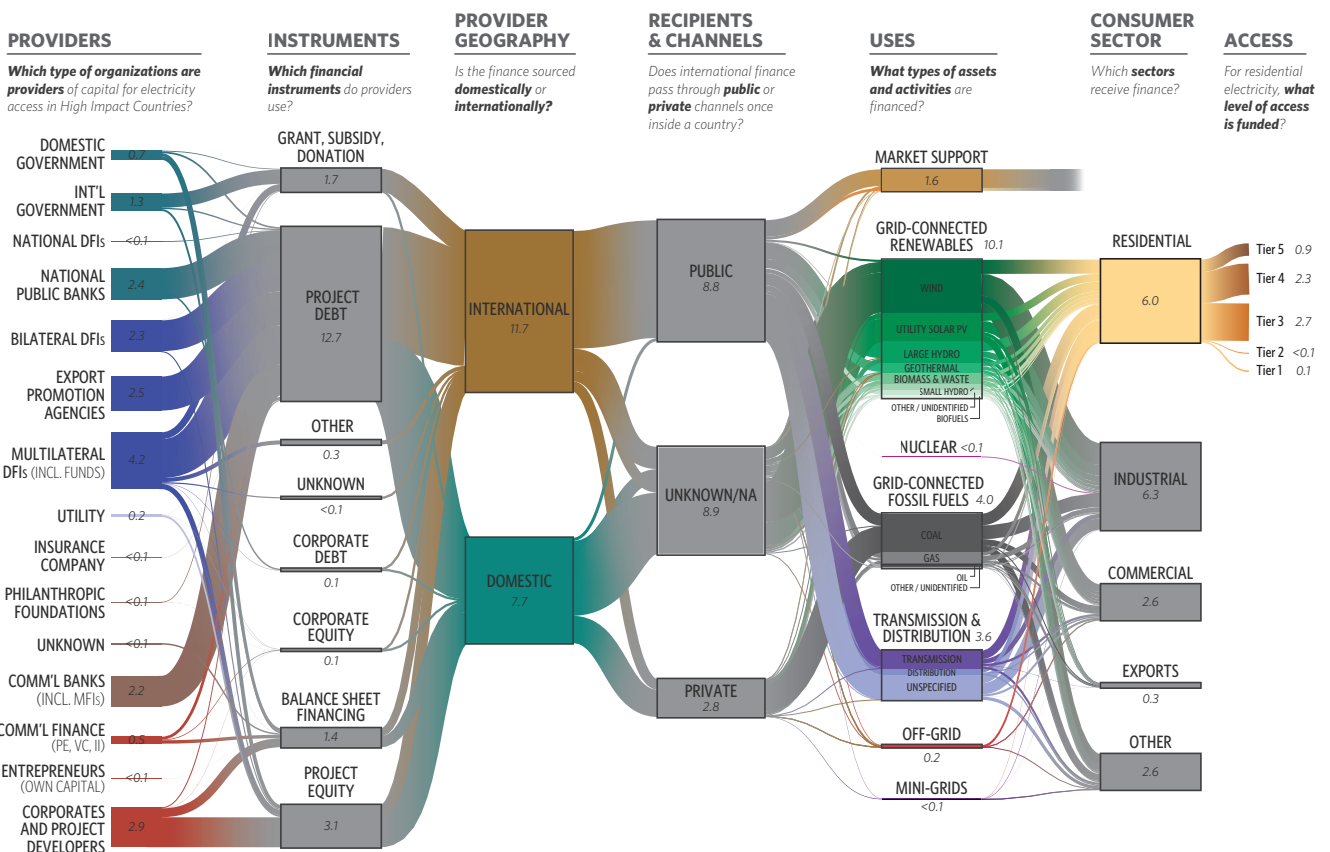 PROVIDERS
Which type of organizations are
providers of capital for electricity
access in High Impact Countries?
INSTRUMENTS
Which financial
instruments do providers
use?
PROVIDER
GEOGRAPHY
Is the finance sourced
domestically or
internationally?
RECIPIENTS
& CHANNELS
Does international finance
pass through public or
private channels once
inside a country?
USES
What types of assets
and activities are
financed?
CONSUMER
SECTOR
Which sectors
receive finance?
ACCESS
For residential
electricity, what
level of access
is funded?
DOMESTIC
GOVERNMENT
0.7
INT'L
GOVERNMENT
1.3
NATIONAL DFIs
<0.1
NATIONAL
PUBLIC BANKS
2.4
BILATERAL DFIs
2.3
EXPORT
PROMOTION
AGENCIES
2.5
MULTILATERAL
DFIs (INCL. FUNDS)
4.2
UTILITY
0.2
INSURANCE
COMPANY
<0.1
PHILANTHROPIC
FOUNDATIONS
<0.1
UNKNOWN
<0.1
COMM'L BANKS
(INCL. MFIs)
2.2
COMM'L FINANCE
(PE, VC, II)
0.5
ENTREPRENEURS
(OWN CAPITAL)
<0.1
CORPORATES
AND PROJECT
DEVELOPERS
2.9
GRANT, SUBSIDY,
DONATION
1.7
PROJECT
DEBT
12.7
OTHER
0.3
UNKNOWN
<0.1
CORPORATE
DEBT
0.1
CORPORATE
EQUITY
0.1
BALANCE SHEET
FINANCING
1.4
PROJECT
EQUITY
3.1
INTERNATIONAL
11.7
DOMESTIC
7.7
PUBLIC
8.8
UNKNOWN/NA
8.9
PRIVATE
2.8
MARKET SUPPORT
1.6
GRID-CONNECTED
RENEWABLES 10.1
WIND
UTILITY SOLAR PV
LARGE HYDRO
GEOTHERMAL
BIOMASS & WASTE
SMALL HYDRO
OTHER / UNIDENTIFIED
BIOFUELS
NUCLEAR <0.1
GRID-CONNECTED
FOSSIL FUELS 4.0
COAL
GAS
OIL
OTHER / UNIDENTIFIED
TRANSMISSION &
DISTRIBUTION 3.6
TRANSMISSION
DISTRIBUTION
UNSPECIFIED
OFF-GRID
0.2
MINI-GRIDS
<0.1
RESIDENTIAL
6.0
INDUSTRIAL
6.3
COMMERCIAL
2.6
EXPORTS
0.3
OTHER
2.6
Tier 5 0.9
Tier 4 2.3
Tier 3 2.7
Tier 2 <0.1
Tier 1 0.1